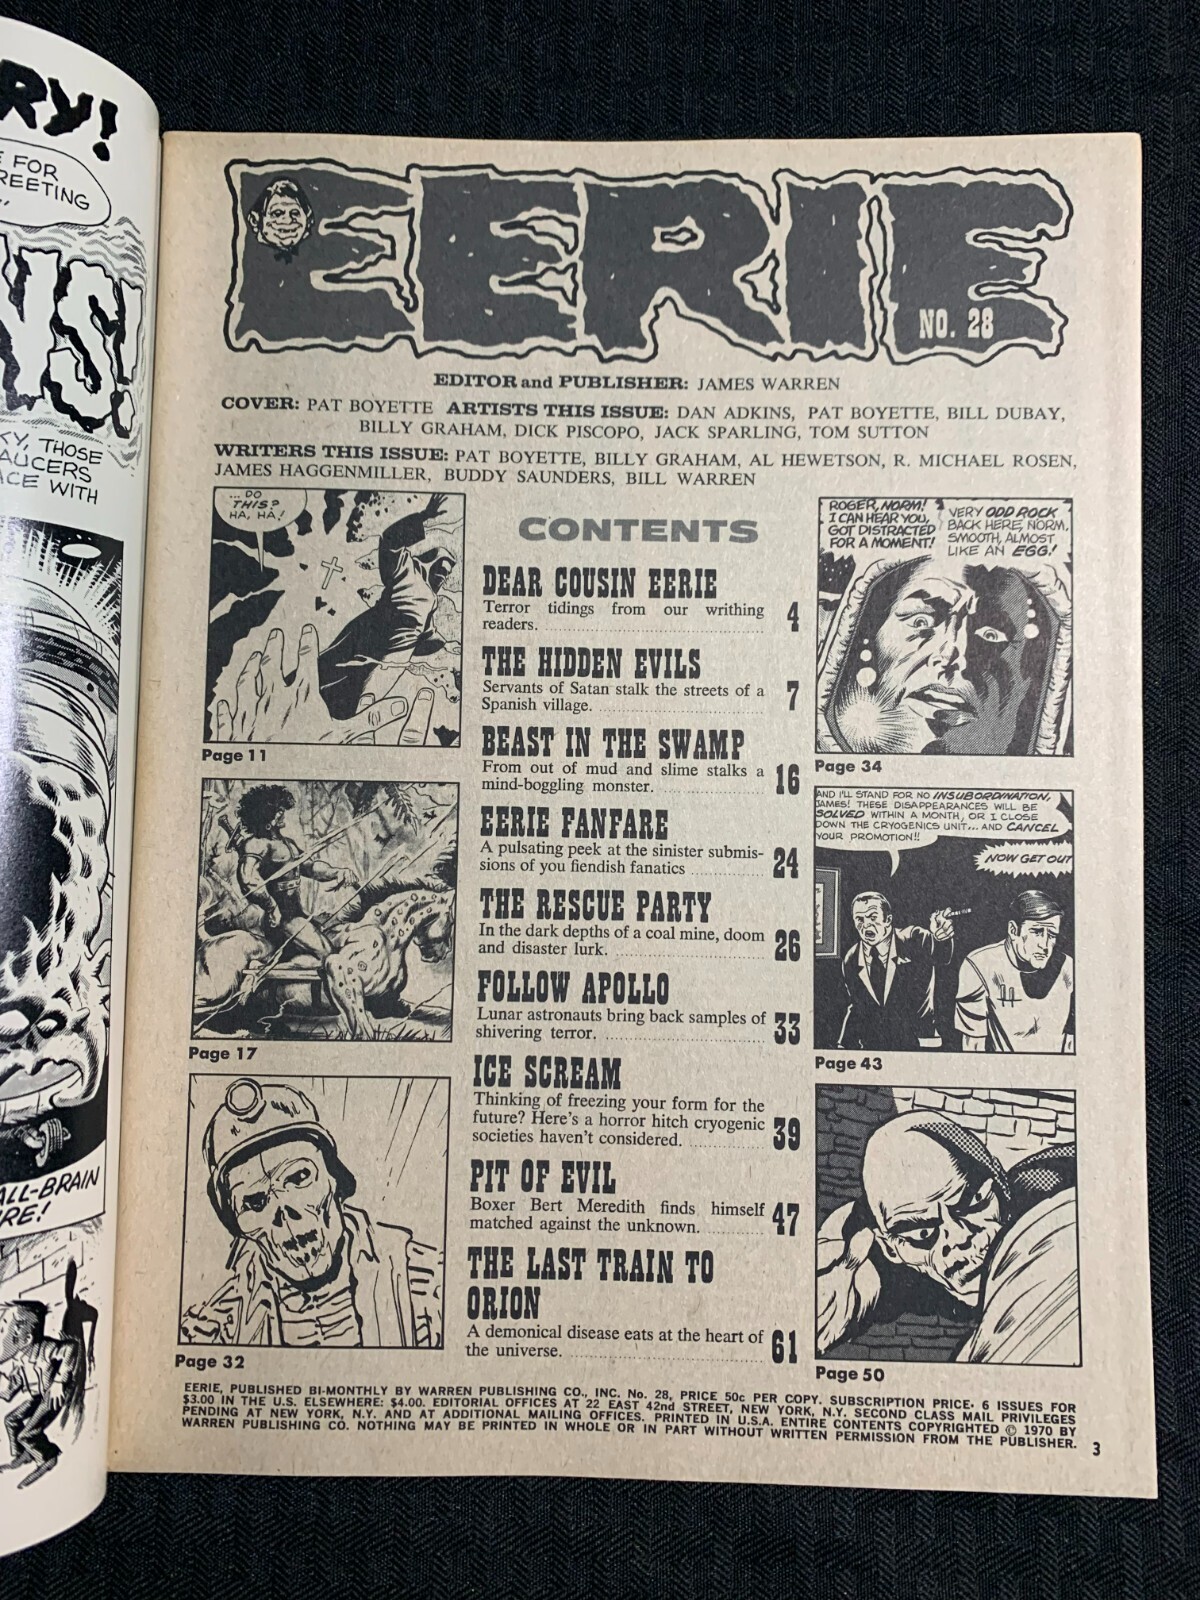 RY!
FOR
REETING
NS!
KY, THOSE
AUCERS
ACE WITH
ALL-BRAIN
RE!
EERIE
NO. 28
EDITOR and PUBLISHER: JAMES WARREN
COVER: PAT BOYETTE ARTISTS THIS ISSUE: DAN ADKINS, PAT BOYETTE, BILL DUBAY,
BILLY GRAHAM, DICK PISCOPO, JACK SPARLING, TOM SUTTON
WRITERS THIS ISSUE: PAT BOYETTE, BILLY GRAHAM, AL HEWETSON, R. MICHAEL ROSEN,
JAMES HAGGENMILLER, BUDDY SAUNDERS, BILL WARREN
...DO
THIS?
HA, HA!
Page 11
Page 17
Page 32
CONTENTS
DEAR COUSIN EERIE
Terror tidings from our writhing
readers. 4
THE HIDDEN EVILS
Servants of Satan stalk the streets of a
Spanish village. 7
BEAST IN THE SWAMP
From out of mud and slime stalks a
mind-boggling monster. 16
EERIE FANFARE
A pulsating peek at the sinister submis-
sions of you fiendish fanatics 24
THE RESCUE PARTY
In the dark depths of a coal mine, doom
and disaster lurk. 26
FOLLOW APOLLO
Lunar astronauts bring back samples of
shivering terror. 33
ICE SCREAM
Thinking of freezing your form for the
future? Here's a horror hitch cryogenic
societies haven't considered. 39
PIT OF EVIL
Boxer Bert Meredith finds himself
matched against the unknown. 47
THE LAST TRAIN TO
ORION
A demonical disease eats at the heart of
the universe. 61
ROGER, NORM!
I CAN HEAR YOU,
GOT DISTRACTED
FOR A MOMENT!
VERY ODD ROCK
BACK HERE, NORM,
SMOOTH, ALMOST
LIKE AN EGG!
Page 34
AND I'LL STAND FOR NO INSUBORDINATION,
JAMES! THESE DISAPPEARANCES WILL BE
SOLVED WITHIN A MONTH, OR I CLOSE
DOWN THE CRYOGENICS UNIT... AND CANCEL
YOUR PROMOTION!!
NOW GET OUT
Page 43
Page 50
EERIE, PUBLISHED BI-MONTHLY BY WARREN PUBLISHING CO., INC. No. 28, PRICE 50c PER COPY. SUBSCRIPTION PRICE. 6 ISSUES FOR
$3.00 IN THE U.S. ELSEWHERE: $4.00. EDITORIAL OFFICES AT 22 EAST 42nd STREET, NEW YORK, N.Y. SECOND CLASS MAIL PRIVILEGES
PENDING AT NEW YORK, N.Y. AND AT ADDITIONAL MAILING OFFICES. PRINTED IN U.S.A. ENTIRE CONTENTS COPYRIGHTED © 1970 BY
WARREN PUBLISHING CO. NOTHING MAY BE PRINTED IN WHOLE OR IN PART WITHOUT WRITTEN PERMISSION FROM THE PUBLISHER.
3